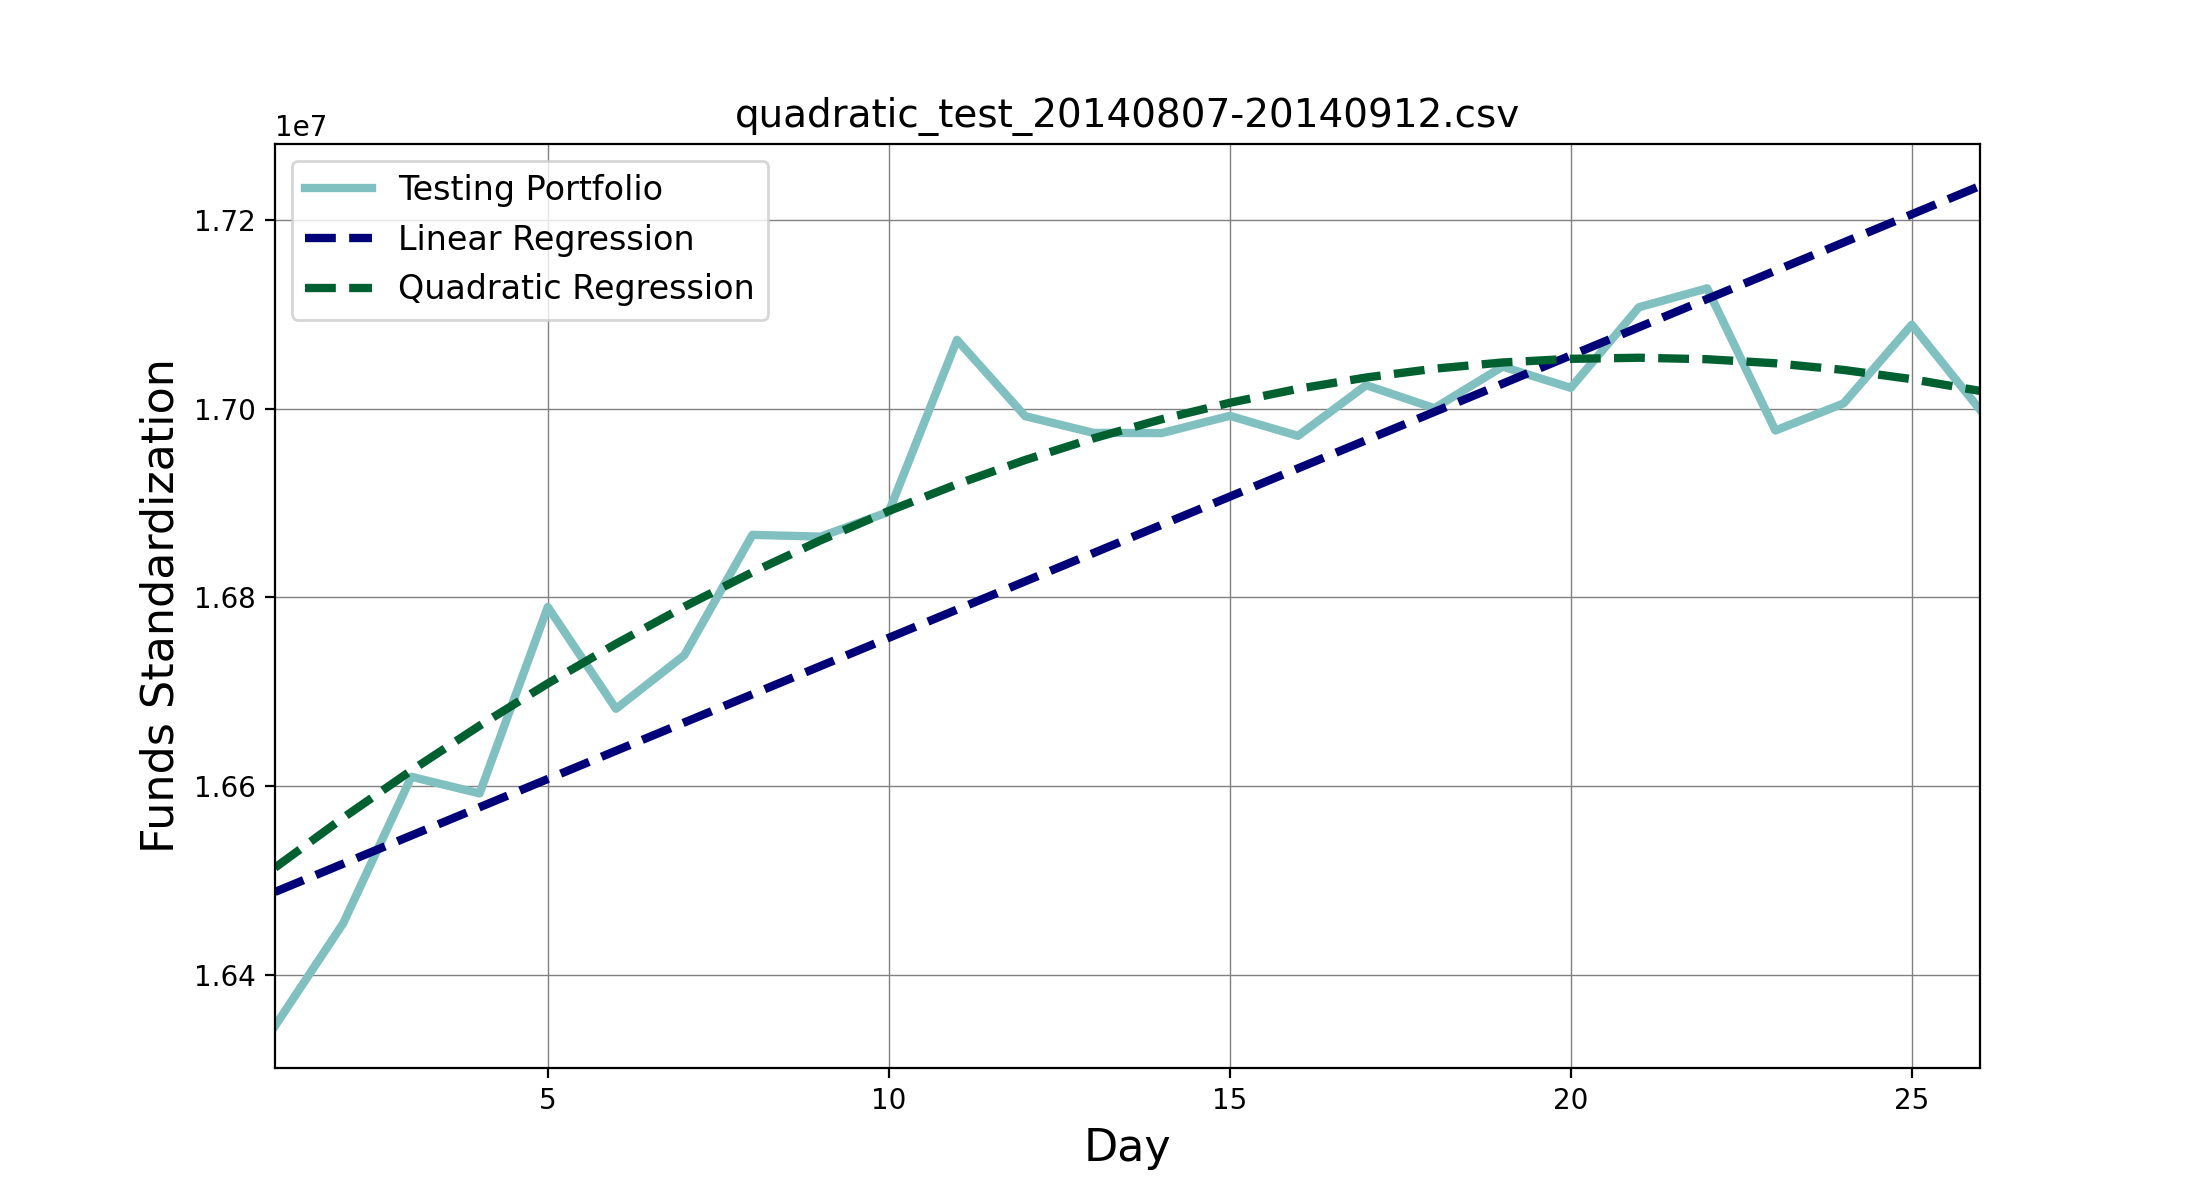 quadratic_test_20140807-20140912.csv
1e7
Testing Portfolio
Linear Regression
Quadratic Regression
1.72
1.70
1.68
1.66
1.64
Funds Standardization
5 10 15 20 25
Day